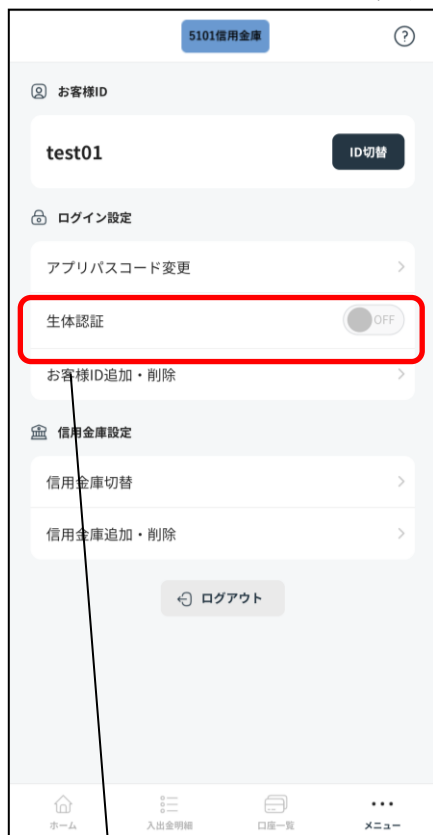 5101信用金庫
?
お客様ID
test01
ID切替
ログイン設定
アプリパスコード変更
生体認証
OFF
お客様ID追加・削除
信用金庫設定
信用金庫切替
信用金庫追加・削除
ログアウト
ホーム
入出金明細
口座一覧
メニュー